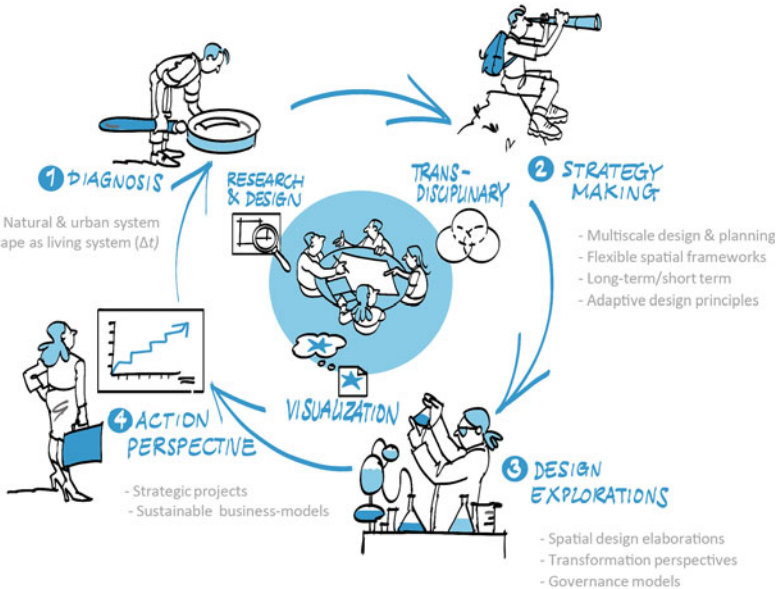 1 DIAGNOSIS
Natural & urban system
ape as living system (Δt)
RESEARCH
& DESIGN
TRANS-
DISCIPLINARY
2 STRATEGY
MAKING
- Multiscale design & planning
- Flexible spatial frameworks
- Long-term/short term
- Adaptive design principles
VISUALIZATION
3 DESIGN
EXPLORATIONS
- Spatial design elaborations
- Transformation perspectives
- Governance models
4 ACTION
PERSPECTIVE
- Strategic projects
- Sustainable business-models